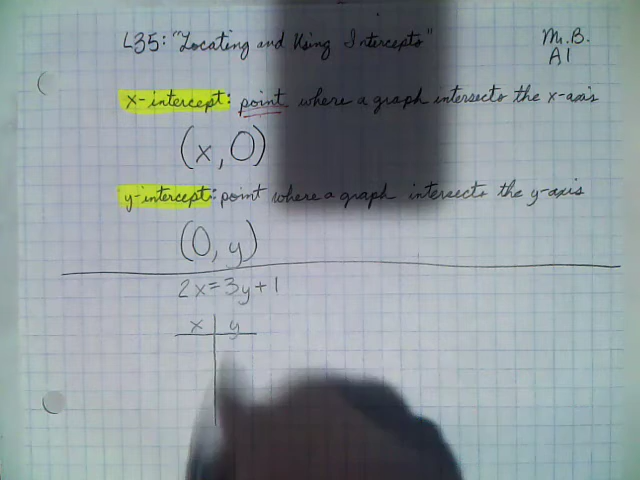 L35: "Locating and Using Intercepts"
Mr. B.
A1
x-intercept: point where a graph intersects the x-axis
(x, 0)
y-intercept: point where a graph intersects the y-axis
(0, y)
2x=3y+1
x y